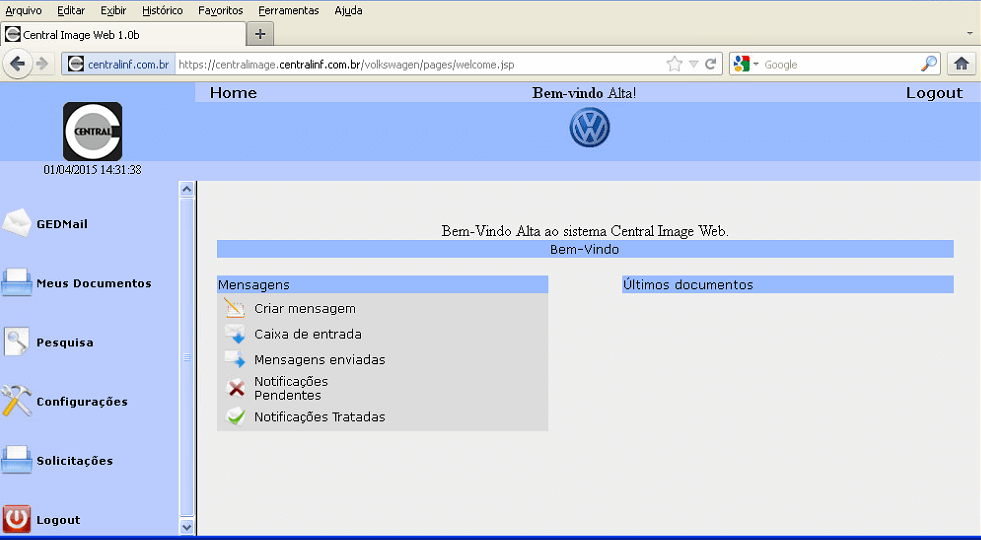 Arquivo Editar Exibir Histórico Favoritos Ferramentas Ajuda
Central Image Web 1.0b +
centralinf.com.br https://centralimage.centralinf.com.br/volkswagen/pages/welcome.jsp Google
Home Bem-vindo Alta! Logout
CENTRAL
01/04/2015 14:31:38
GEDMail
Meus Documentos
Pesquisa
Configurações
Solicitações
Logout
Bem-Vindo Alta ao sistema Central Image Web.
Bem-Vindo
Mensagens
Criar mensagem
Caixa de entrada
Mensagens enviadas
Notificações
Pendentes
Notificações Tratadas
Últimos documentos